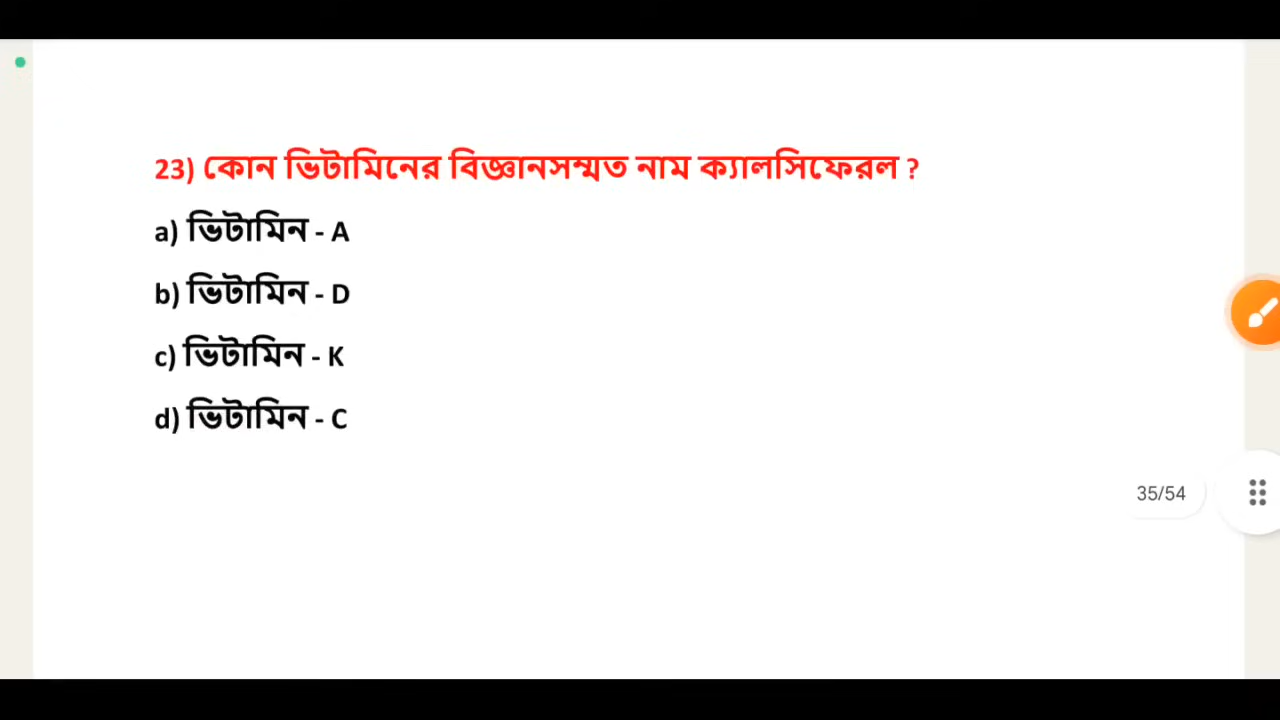 23) কোন ভিটামিনের বিজ্ঞানসম্মত নাম ক্যালসিফেরল ?
a) ভিটামিন - A
b) ভিটামিন - D
c) ভিটামিন - K
d) ভিটামিন - C
35/54